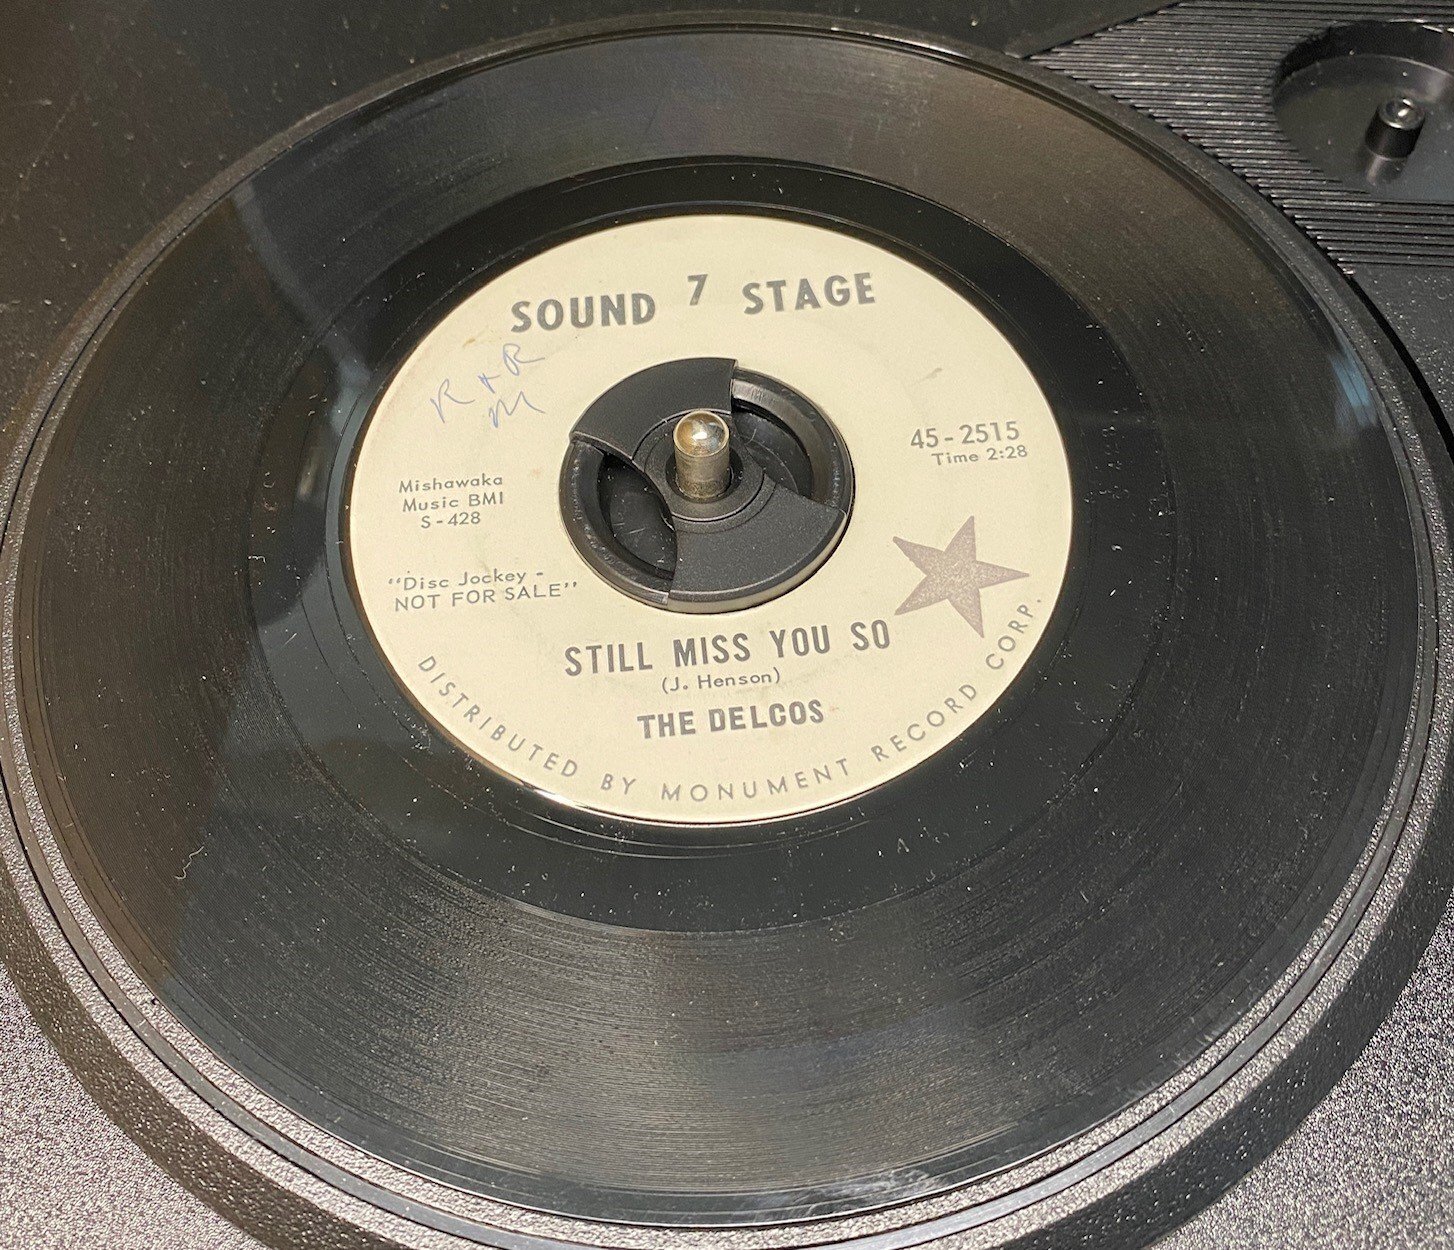 SOUND 7 STAGE
R & R
M
45-2515
Time 2:28
Mishawaka
Music BMI
S-428
"Disc Jockey -
NOT FOR SALE"
STILL MISS YOU SO
(J. Henson)
THE DELCOS
DISTRIBUTED BY MONUMENT RECORD CORP.